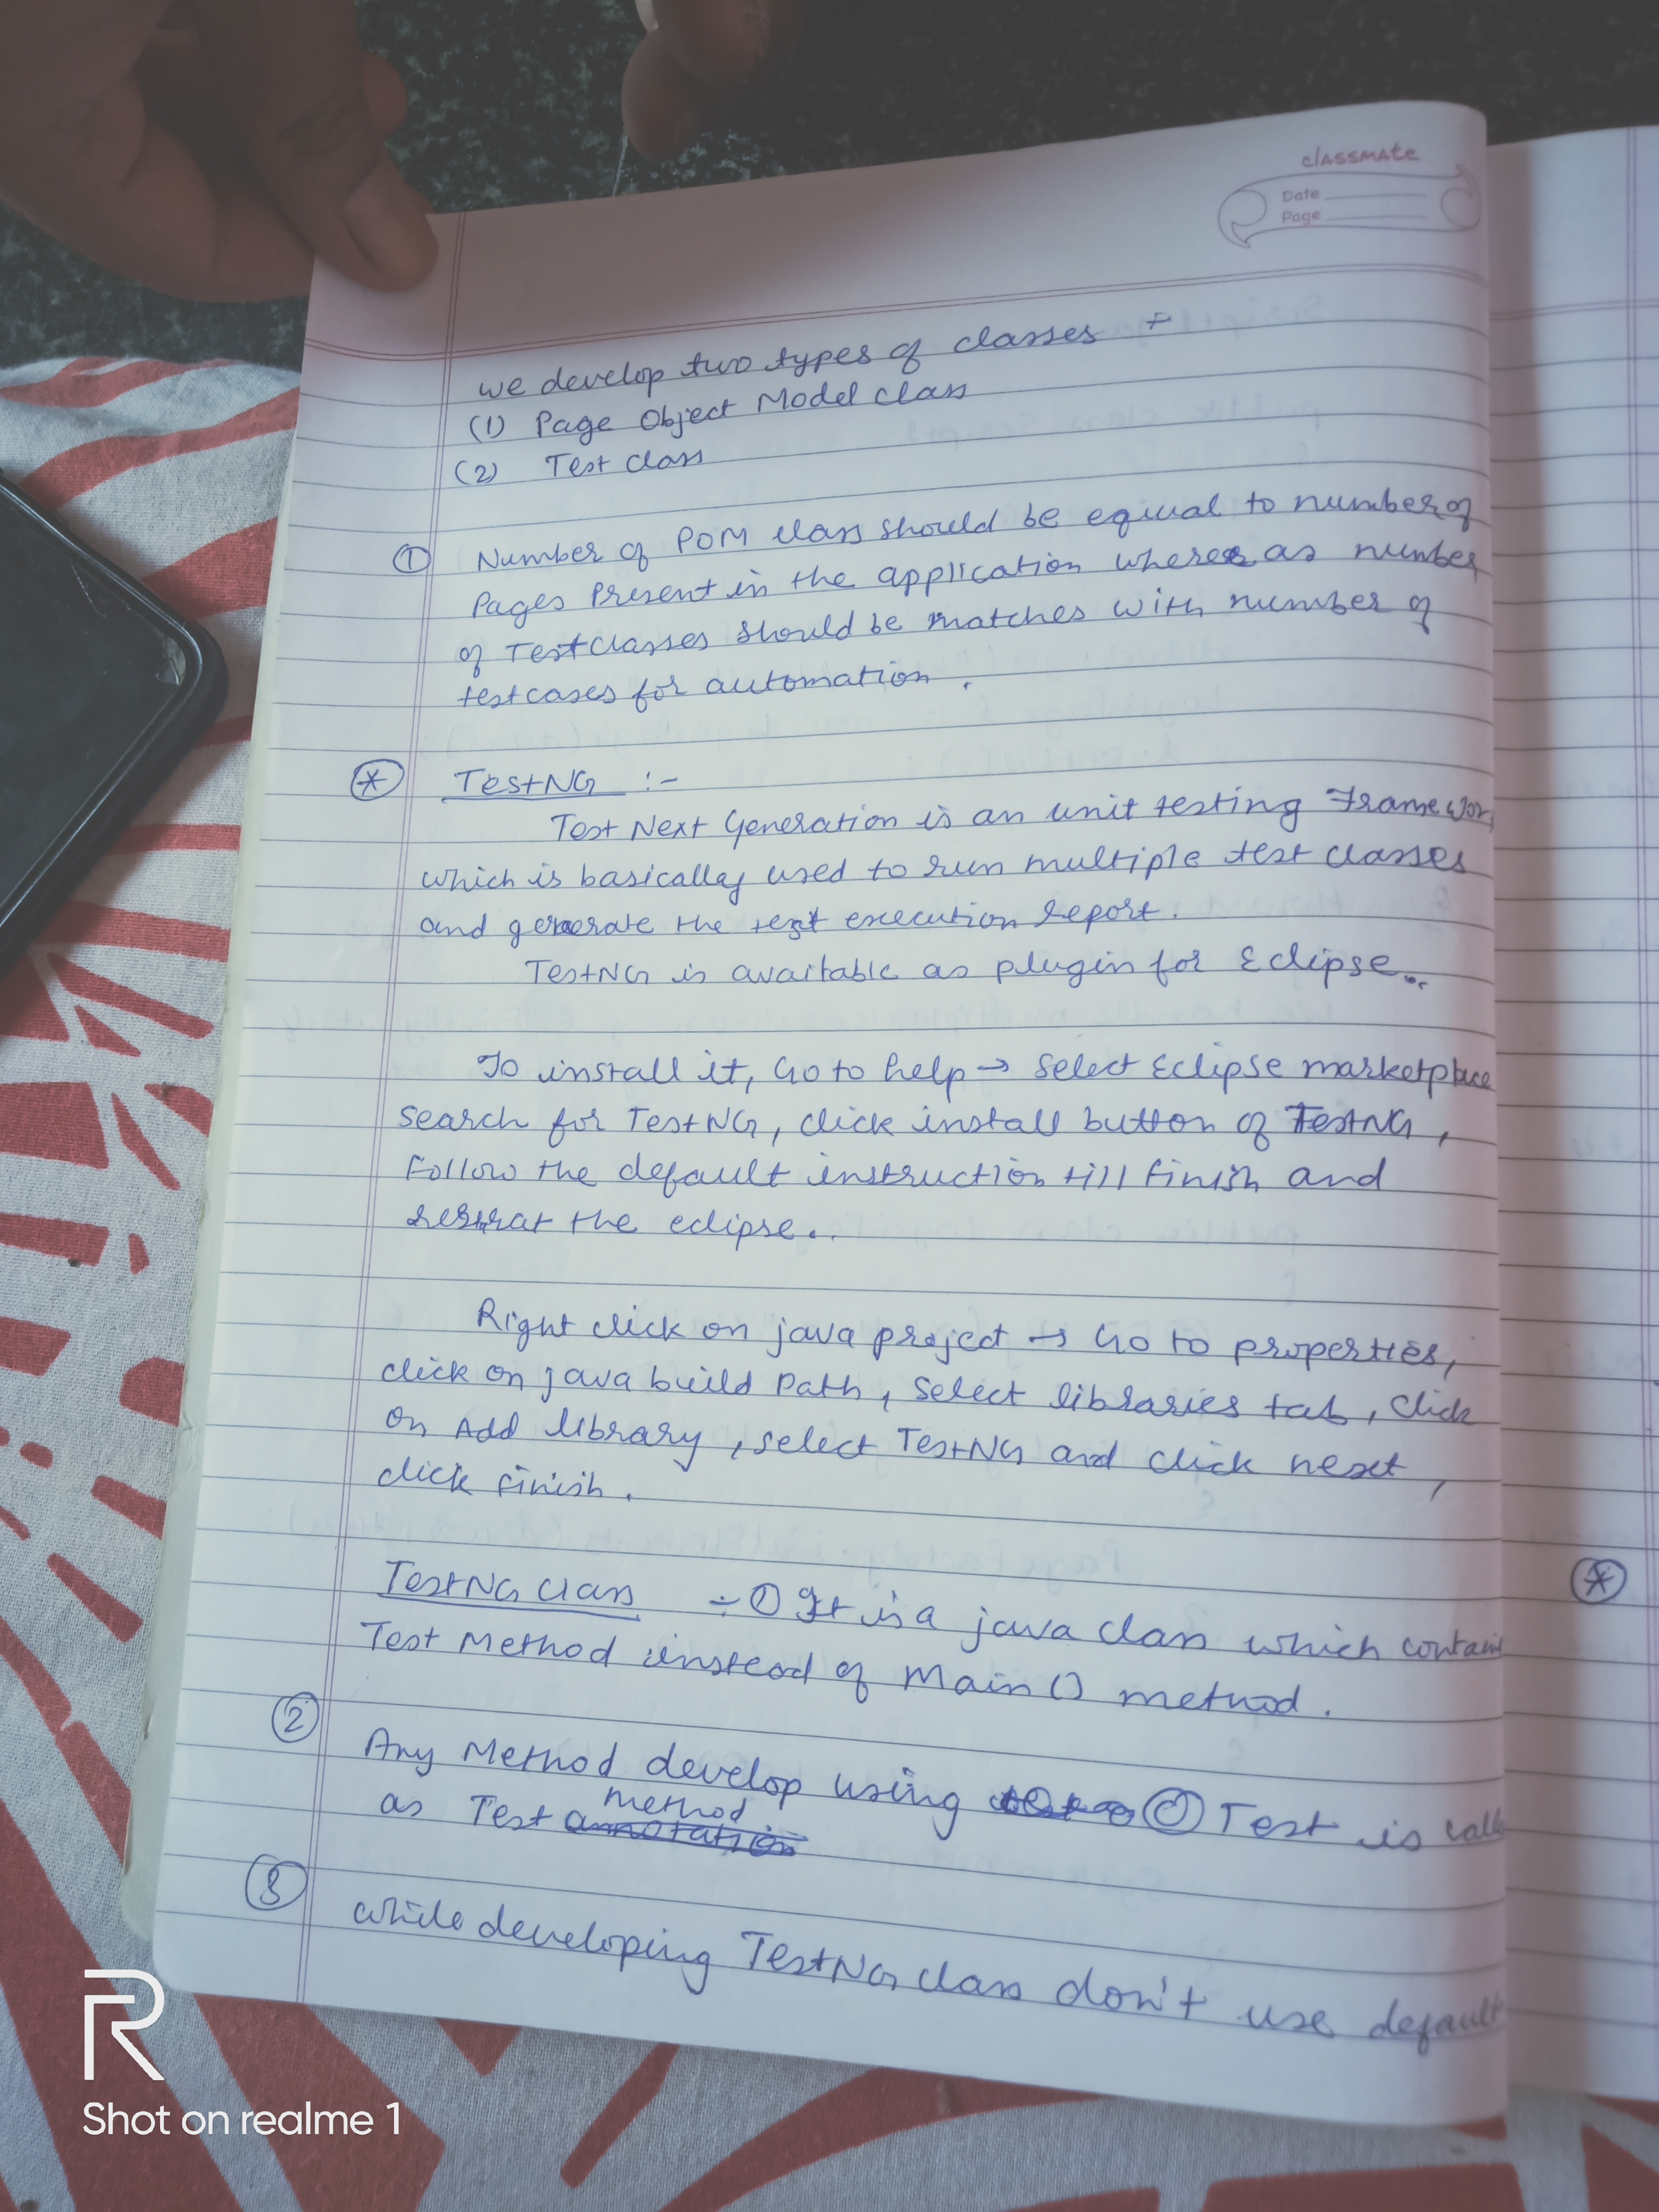 classmate
Date
Page
we develop two types of classes ÷
(1) Page Object Model class
(2) Test class
① Number of POM class should be equal to number of
Pages Present in the application where as number
of Testclasses should be matches with number of
testcases for automation.
* TestNG :-
Test Next Generation is an unit testing Framewor
which is basically used to run multiple test classes
and generate the test execution report.
TestNG is available as plugin for Eclipse..
To install it, Go to help → select Eclipse marketplace
search for TestNG, click install button of TestNG,
Follow the default instruction till finish and
the eclipse..
Right click on java project → Go to properties,
click on java build Path, select libraries tab, click
on Add library, select TestNG and click next,
click finish.
TestNG class ÷ ① It is a java class which contain
Test Method instead of Main() method.
② Any Method develop using @ Test is calle
as Test method
③ while developing TestNG class don't use default
*
R
Shot on realme 1